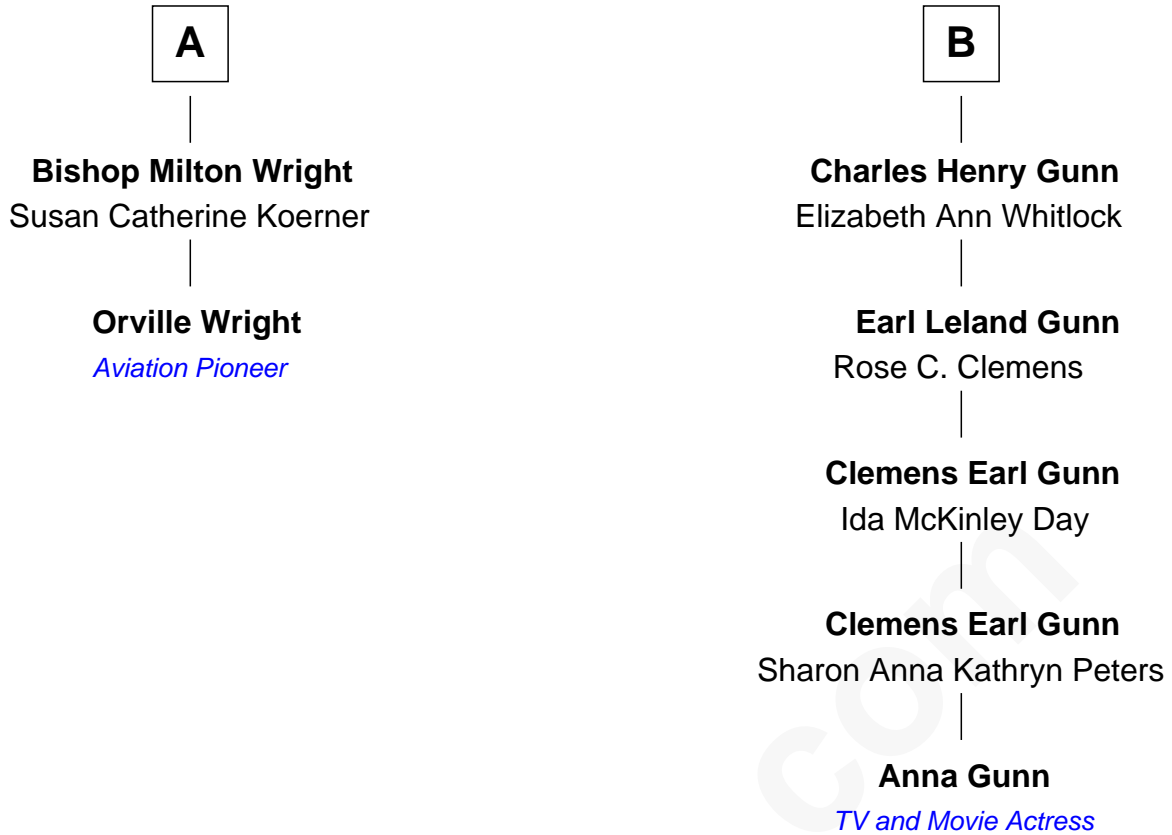 A
Bishop Milton Wright
Susan Catherine Koerner
Orville Wright
Aviation Pioneer
B
Charles Henry Gunn
Elizabeth Ann Whitlock
Earl Leland Gunn
Rose C. Clemens
Clemens Earl Gunn
Ida McKinley Day
Clemens Earl Gunn
Sharon Anna Kathryn Peters
Anna Gunn
TV and Movie Actress
com